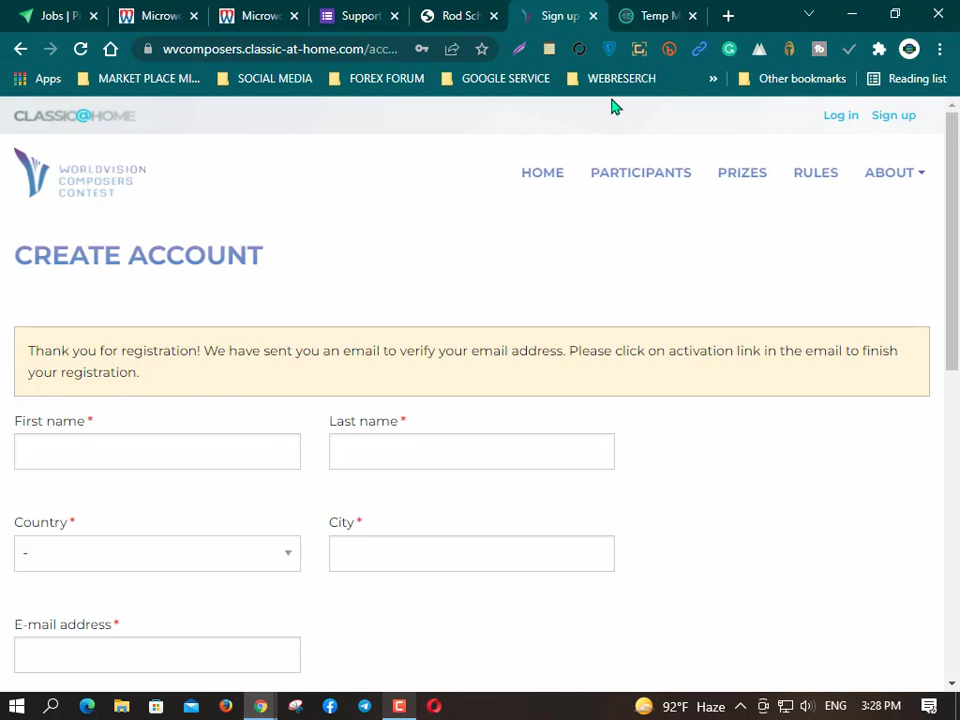 Jobs | Pi
Microwo
Microwo
Support
Rod Sch
Sign up
Temp M
wvcomposers.classic-at-home.com/acc...
Apps
MARKET PLACE MI...
SOCIAL MEDIA
FOREX FORUM
GOOGLE SERVICE
WEBRESERCH
»
Other bookmarks
Reading list
CLASSIC@HOME
Log in
Sign up
WORLDVISION
COMPOSERS
CONTEST
HOME
PARTICIPANTS
PRIZES
RULES
ABOUT
CREATE ACCOUNT
Thank you for registration! We have sent you an email to verify your email address. Please click on activation link in the email to finish
your registration.
First name *
Last name *
Country *
City *
-
E-mail address *
92°F Haze
ENG
3:28 PM